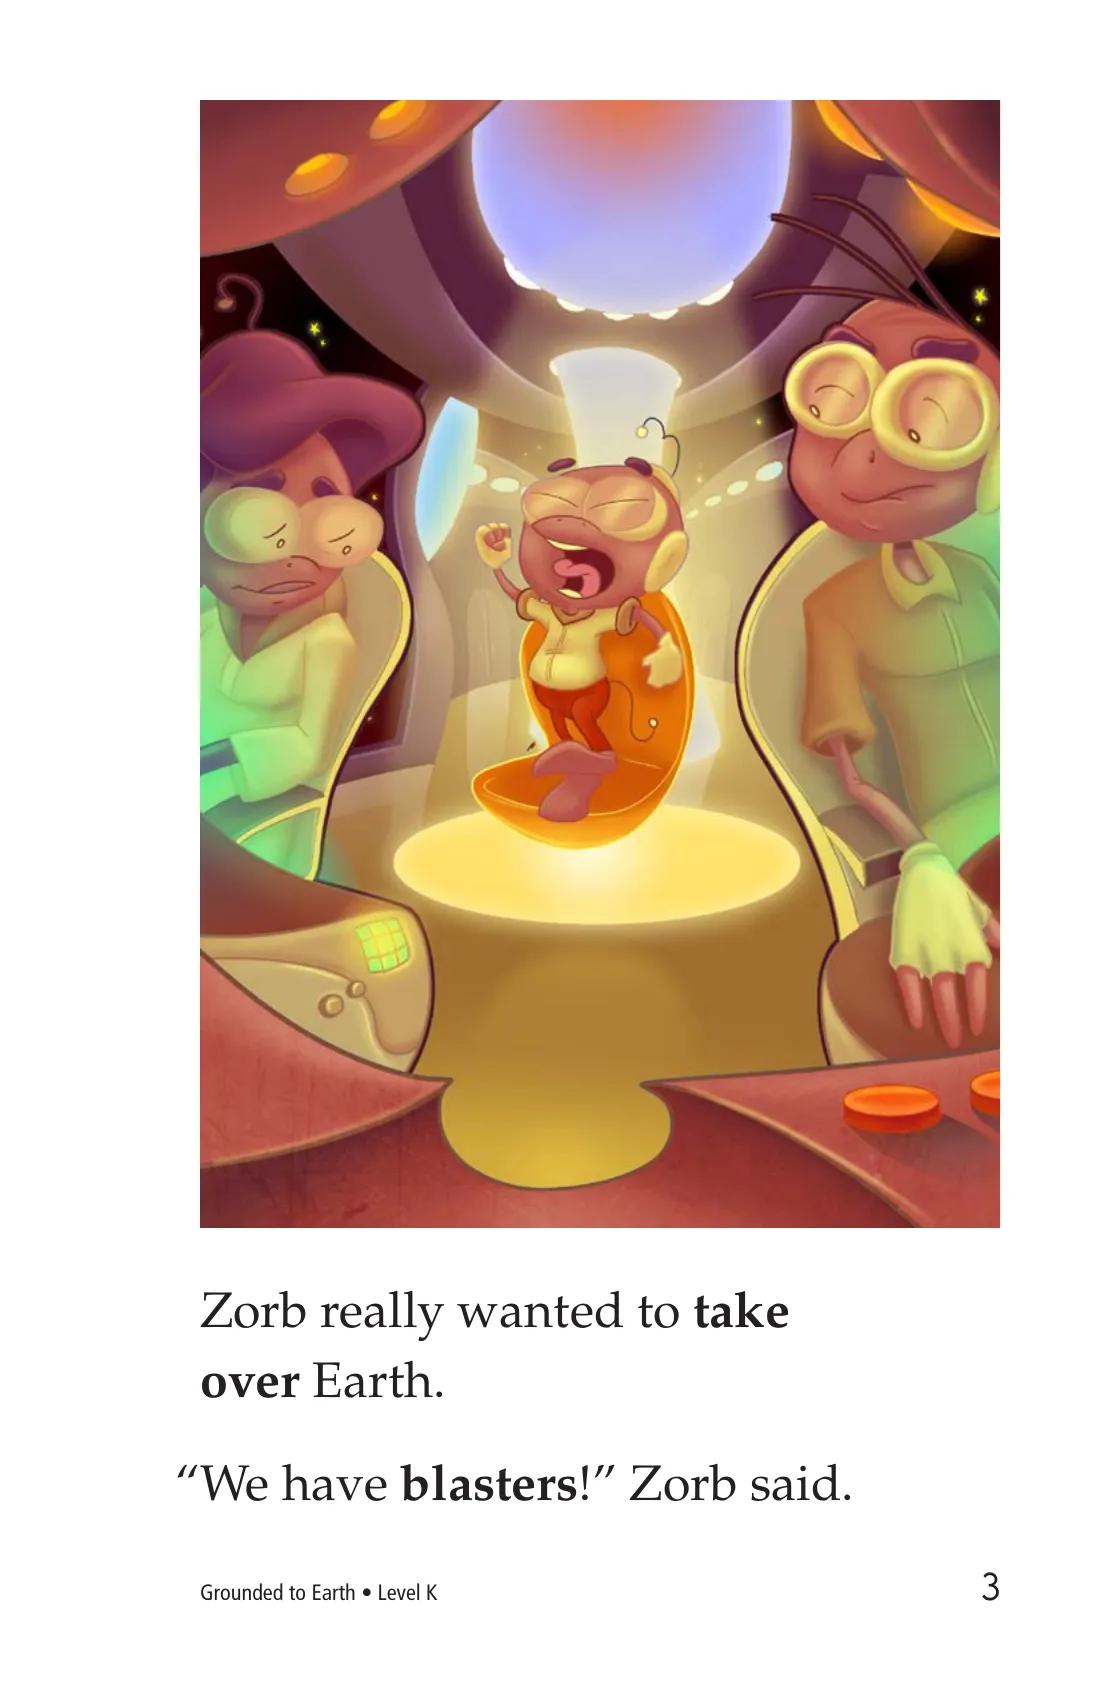 Zorb really wanted to take
over Earth.
“We have blasters!” Zorb said.
Grounded to Earth • Level K
3